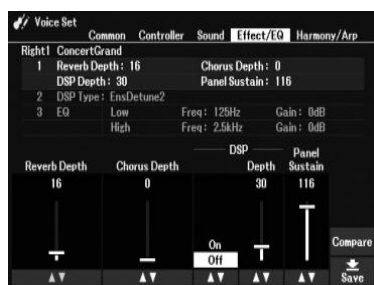 Voice Set
Common Controller Sound Effect/EQ Harmony/Arp
Right1 ConcertGrand
1 Reverb Depth: 16 Chorus Depth: 0
DSP Depth: 30 Panel Sustain: 116
2 DSP Type: EnsDetune2
3 EQ Low Freq: 125Hz Gain: 0dB
High Freq: 2.5kHz Gain: 0dB
DSP Panel
Reverb Depth Chorus Depth Depth Sustain
16 0 30 116
On
Off
Compare
Save